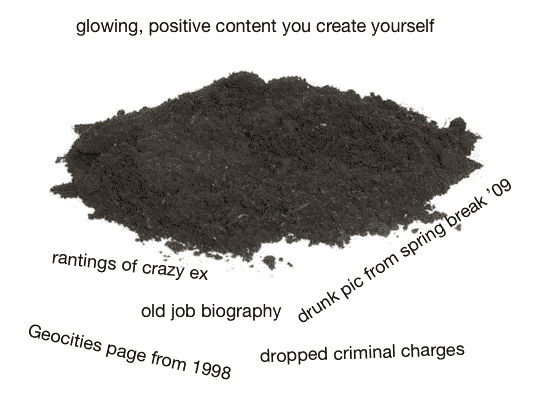 glowing, positive content you create yourself
drunk pic from spring break '09
rantings of crazy ex
old job biography
Geocities page from 1998
dropped criminal charges